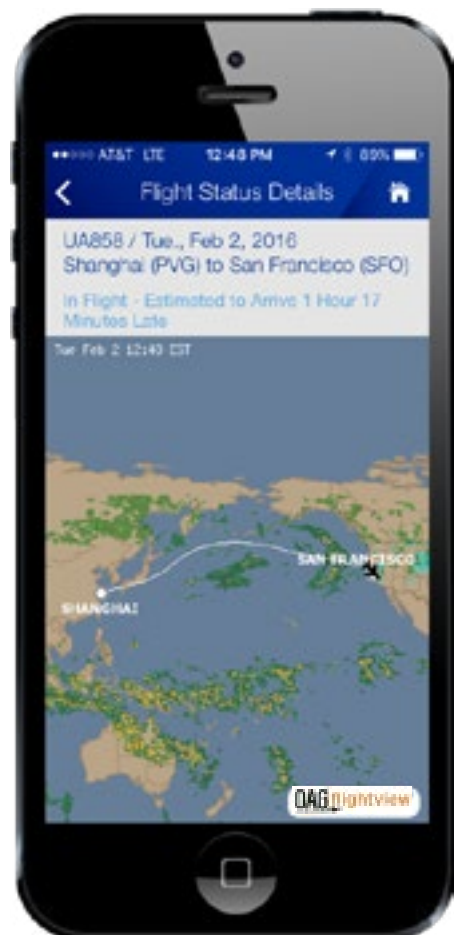 AT&T LTE 12:48 PM 89%
Flight Status Details
UA858 / Tue., Feb 2, 2016
Shanghai (PVG) to San Francisco (SFO)
In Flight - Estimated to Arrive 1 Hour 17
Minutes Late
Tue Feb 2 12:43 EST
SAN FRANCISCO
SHANGHAI
OAG flightview